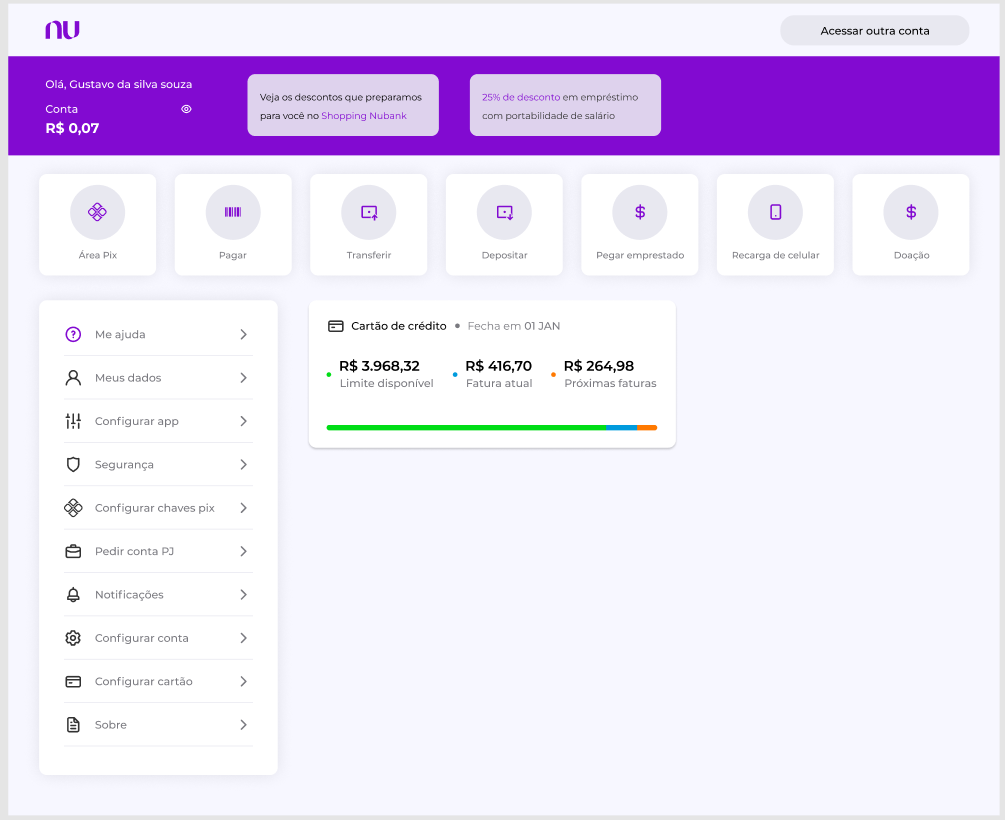 nu
Acessar outra conta
Olá, Gustavo da silva souza
Conta
R$ 0,07
Veja os descontos que preparamos
para você no Shopping Nubank
25% de desconto em empréstimo
com portabilidade de salário
Área Pix
Pagar
Transferir
Depositar
Pegar emprestado
Recarga de celular
Doação
Me ajuda
Meus dados
Configurar app
Segurança
Configurar chaves pix
Pedir conta PJ
Notificações
Configurar conta
Configurar cartão
Sobre
Cartão de crédito • Fecha em 01 JAN
R$ 3.968,32
Limite disponível
R$ 416,70
Fatura atual
R$ 264,98
Próximas faturas